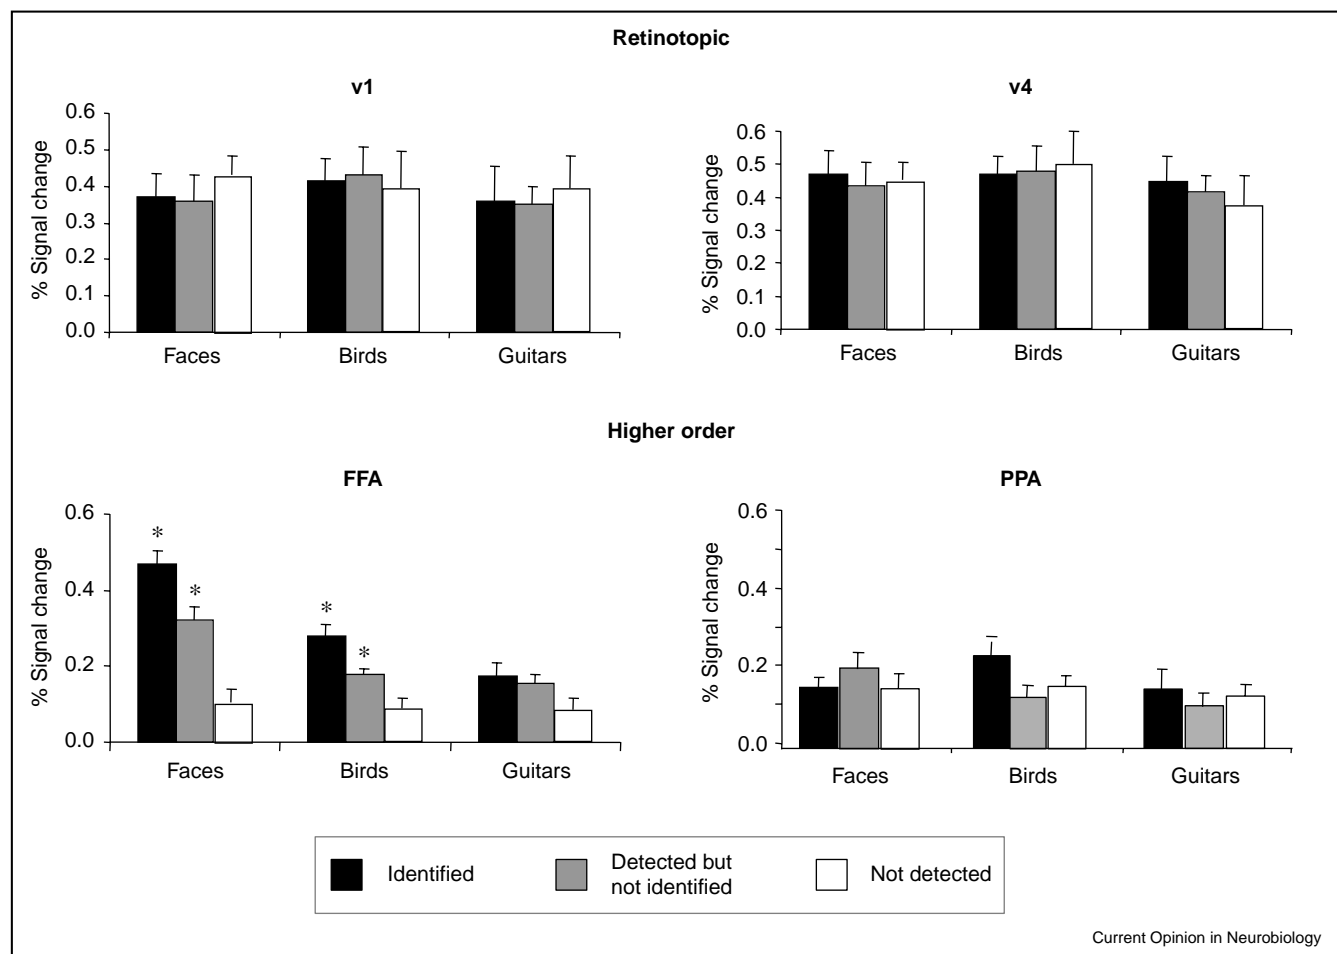 Retinotopic
v1
v4
% Signal change
0.6
0.5
0.4
0.3
0.2
0.1
0.0
Faces
Birds
Guitars
% Signal change
0.6
0.5
0.4
0.3
0.2
0.1
0.0
Faces
Birds
Guitars
Higher order
FFA
PPA
% Signal change
0.6
0.4
0.2
0.0
*
*
*
*
Faces
Birds
Guitars
% Signal change
0.6
0.4
0.2
0.0
Faces
Birds
Guitars
Identified
Detected but
not identified
Not detected
Current Opinion in Neurobiology